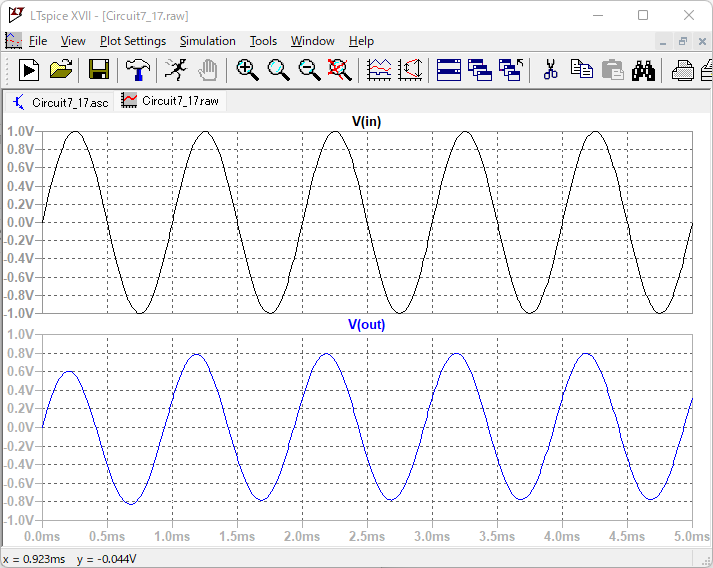 LTspice XVII - [Circuit7_17.raw]
File View Plot Settings Simulation Tools Window Help
Circuit7_17.asc Circuit7_17.raw
V(in)
1.0V
0.8V
0.6V
0.4V
0.2V
0.0V
-0.2V
-0.4V
-0.6V
-0.8V
-1.0V
V(out)
1.0V
0.8V
0.6V
0.4V
0.2V
0.0V
-0.2V
-0.4V
-0.6V
-0.8V
-1.0V
0.0ms 0.5ms 1.0ms 1.5ms 2.0ms 2.5ms 3.0ms 3.5ms 4.0ms 4.5ms 5.0ms
x = 0.923ms y = -0.044V